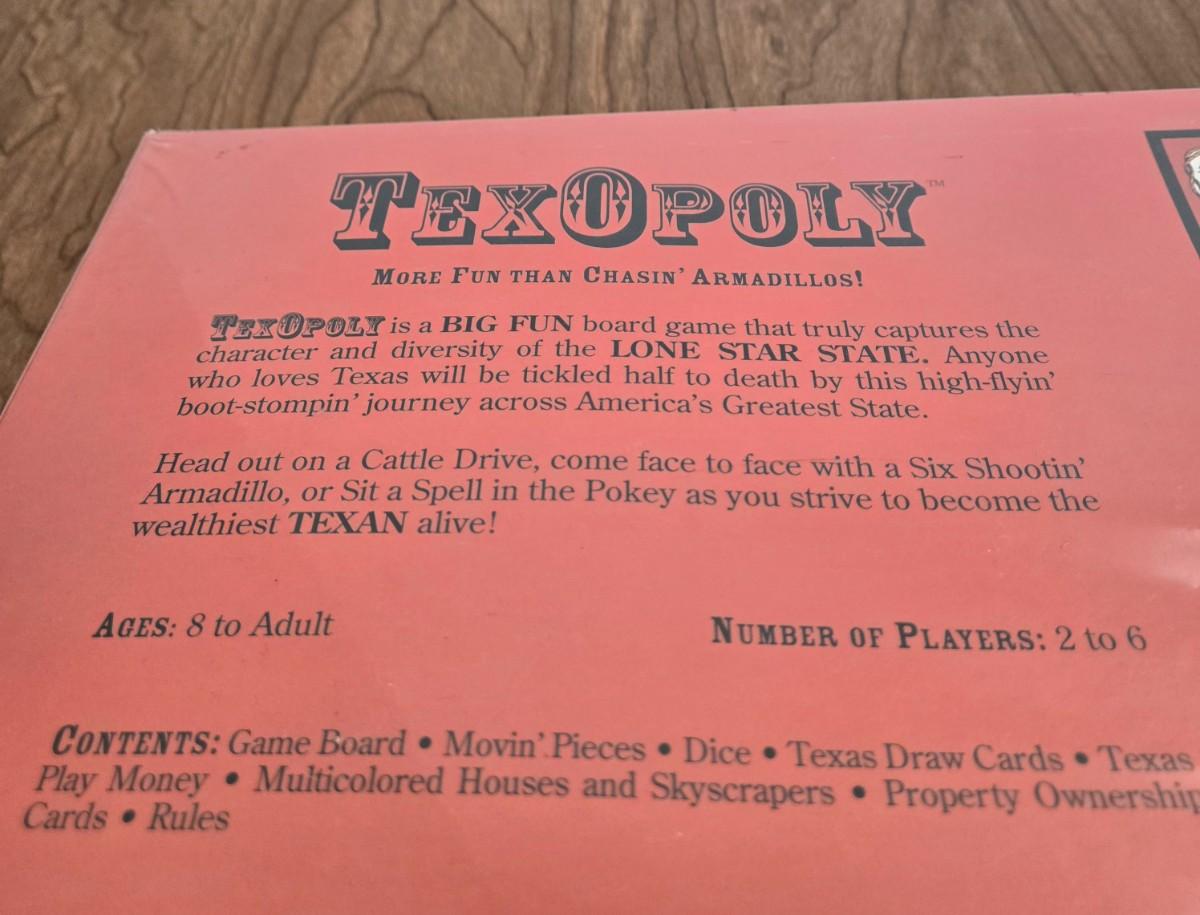 TEXOPOLY™
MORE FUN THAN CHASIN' ARMADILLOS!
TEXOPOLY is a BIG FUN board game that truly captures the
character and diversity of the LONE STAR STATE. Anyone
who loves Texas will be tickled half to death by this high-flyin'
boot-stompin' journey across America's Greatest State.
Head out on a Cattle Drive, come face to face with a Six Shootin'
Armadillo, or Sit a Spell in the Pokey as you strive to become the
wealthiest TEXAN alive!
AGES: 8 to Adult
NUMBER OF PLAYERS: 2 to 6
CONTENTS: Game Board • Movin' Pieces • Dice • Texas Draw Cards • Texas
Play Money • Multicolored Houses and Skyscrapers • Property Ownership
Cards • Rules